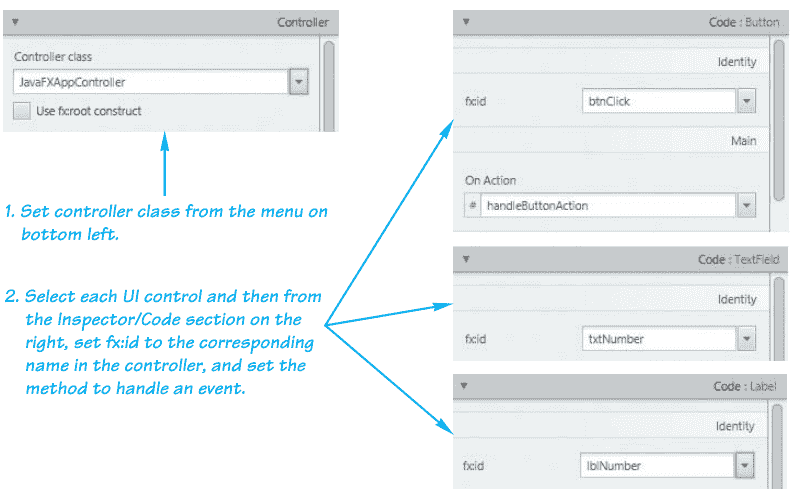 Controller
Controller class
JavaFXAppController
Use fx:root construct
1. Set controller class from the menu on
bottom left.
2. Select each UI control and then from
the Inspector/Code section on the
right, set fx:id to the corresponding
name in the controller, and set the
method to handle an event.
Code : Button
Identity
fx:id
btnClick
Main
On Action
# handleButtonAction
Code : TextField
Identity
fx:id
txtNumber
Code : Label
Identity
fx:id
lblNumber